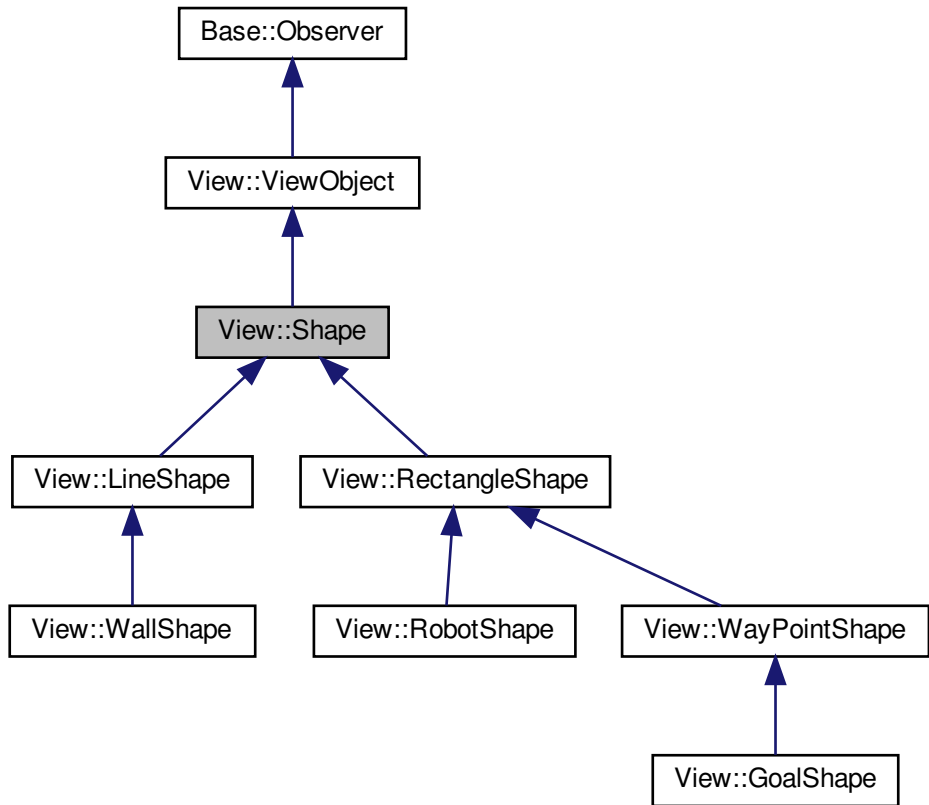 Base::Observer
View::ViewObject
View::Shape
View::LineShape
View::RectangleShape
View::WallShape
View::RobotShape
View::WayPointShape
View::GoalShape